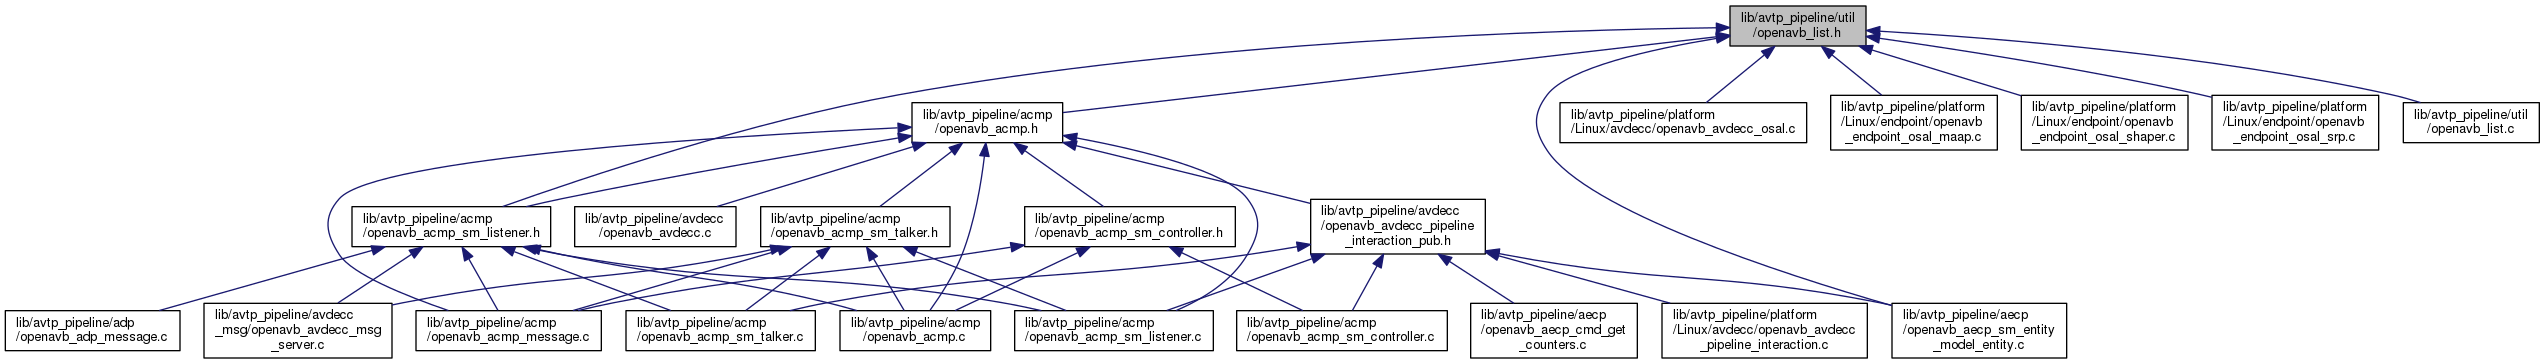 lib/avtp_pipeline/util
/openavb_list.h
lib/avtp_pipeline/acmp
/openavb_acmp.h
lib/avtp_pipeline/platform
/Linux/avdecc/openavb_avdecc_osal.c
lib/avtp_pipeline/platform
/Linux/endpoint/openavb
_endpoint_osal_maap.c
lib/avtp_pipeline/platform
/Linux/endpoint/openavb
_endpoint_osal_shaper.c
lib/avtp_pipeline/platform
/Linux/endpoint/openavb
_endpoint_osal_srp.c
lib/avtp_pipeline/util
/openavb_list.c
lib/avtp_pipeline/acmp
/openavb_acmp_sm_listener.h
lib/avtp_pipeline/avdecc
/openavb_avdecc.c
lib/avtp_pipeline/acmp
/openavb_acmp_sm_talker.h
lib/avtp_pipeline/acmp
/openavb_acmp_sm_controller.h
lib/avtp_pipeline/avdecc
/openavb_avdecc_pipeline
_interaction_pub.h
lib/avtp_pipeline/adp
/openavb_adp_message.c
lib/avtp_pipeline/avdecc
_msg/openavb_avdecc_msg
_server.c
lib/avtp_pipeline/acmp
/openavb_acmp_message.c
lib/avtp_pipeline/acmp
/openavb_acmp_sm_talker.c
lib/avtp_pipeline/acmp
/openavb_acmp.c
lib/avtp_pipeline/acmp
/openavb_acmp_sm_listener.c
lib/avtp_pipeline/acmp
/openavb_acmp_sm_controller.c
lib/avtp_pipeline/aecp
/openavb_aecp_cmd_get
_counters.c
lib/avtp_pipeline/platform
/Linux/avdecc/openavb_avdecc
_pipeline_interaction.c
lib/avtp_pipeline/aecp
/openavb_aecp_sm_entity
_model_entity.c